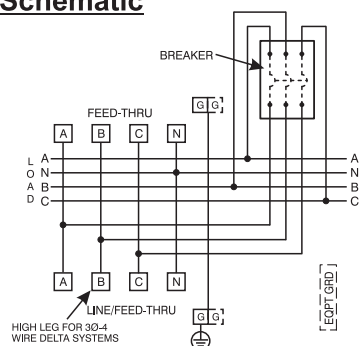 Schematic
BREAKER
G G
FEED-THRU
A B C N
L O A D
A A
N N
B B
C C
A B C N
LINE/FEED-THRU
G G
HIGH LEG FOR 3Ø-4
WIRE DELTA SYSTEMS
EQPT GRD